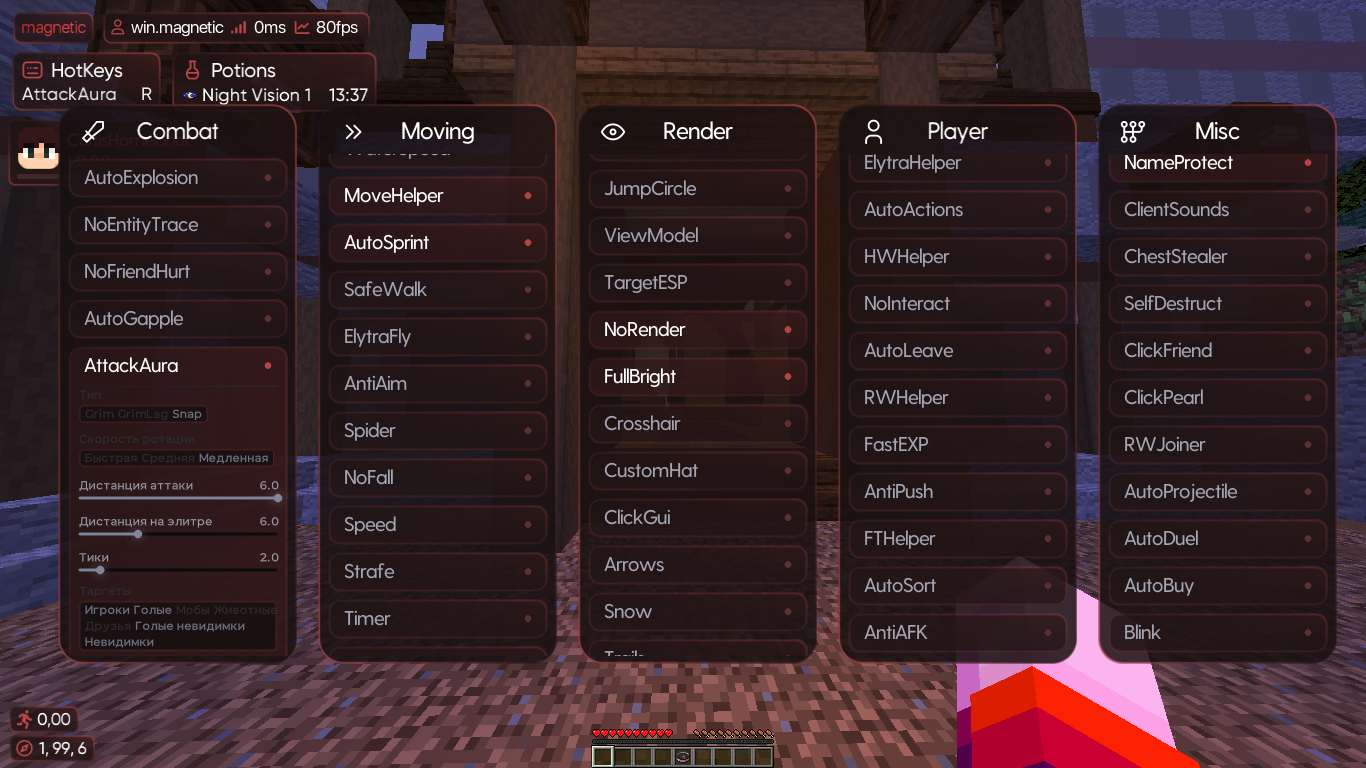 magnetic
win.magnetic 0ms 80fps
HotKeys
AttackAura R
Potions
Night Vision 1 13:37
Combat
AutoExplosion
NoEntityTrace
NoFriendHurt
AutoGapple
AttackAura
Тип
Grim GrimLag Snap
Скорость ротации
Быстрая Средняя Медленная
Дистанция аттаки 6.0
Дистанция на элитре 6.0
Тики 2.0
Таргеты
Игроки Голые Мобы Животные
Друзья Голые невидимки
Невидимки
Moving
WaterSpeed
MoveHelper
AutoSprint
SafeWalk
ElytraFly
AntiAim
Spider
NoFall
Speed
Strafe
Timer
Render
JumpCircle
ViewModel
TargetESP
NoRender
FullBright
Crosshair
CustomHat
ClickGui
Arrows
Snow
Trails
Player
ElytraHelper
AutoActions
HWHelper
NoInteract
AutoLeave
RWHelper
FastEXP
AntiPush
FTHelper
AutoSort
AntiAFK
Misc
NameProtect
ClientSounds
ChestStealer
SelfDestruct
ClickFriend
ClickPearl
RWJoiner
AutoProjectile
AutoDuel
AutoBuy
Blink
0,00
1, 99, 6